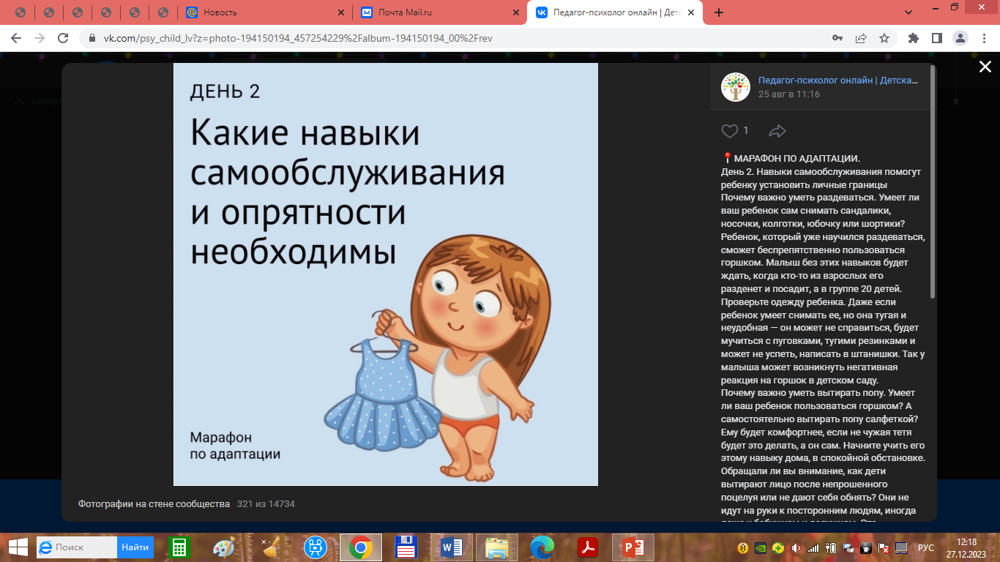 Новость
Почта Mail.ru
Педагог-психолог онлайн | Детс
vk.com/psy_child_lv?z=photo-194150194_457254229%2Falbum-194150194_00%2Frev
ДЕНЬ 2
Какие навыки
самообслуживания
и опрятности
необходимы
Марафон
по адаптации
Фотографии на стене сообщества 321 из 14734
Педагог-психолог онлайн | Детска...
25 авг в 11:16
1
МАРАФОН ПО АДАПТАЦИИ.
День 2. Навыки самообслуживания помогут
ребенку установить личные границы
Почему важно уметь раздеваться. Умеет ли
ваш ребенок сам снимать сандалики,
носочки, колготки, юбочку или шортики?
Ребенок, который уже научился раздеваться,
сможет беспрепятственно пользоваться
горшком. Малыш без этих навыков будет
ждать, когда кто-то из взрослых его
разденет и посадит, а в группе 20 детей.
Проверьте одежду ребенка. Даже если
ребенок умеет снимать ее, но она тугая и
неудобная — он может не справиться, будет
мучиться с пуговками, тугими резинками и
может не успеть, написать в штанишки. Так у
малыша может возникнуть негативная
реакция на горшок в детском саду.
Почему важно уметь вытирать попу. Умеет
ли ваш ребенок пользоваться горшком? А
самостоятельно вытирать попу салфеткой?
Ему будет комфортнее, если не чужая тетя
будет это делать, а он сам. Начните учить его
этому навыку дома, в спокойной обстановке.
Обращали ли вы внимание, как дети
вытирают лицо после непрошенного
поцелуя или не дают себя обнять? Они не
идут на руки к посторонним людям, иногда
Поиск
Найти
РУС
12:18
27.12.2023